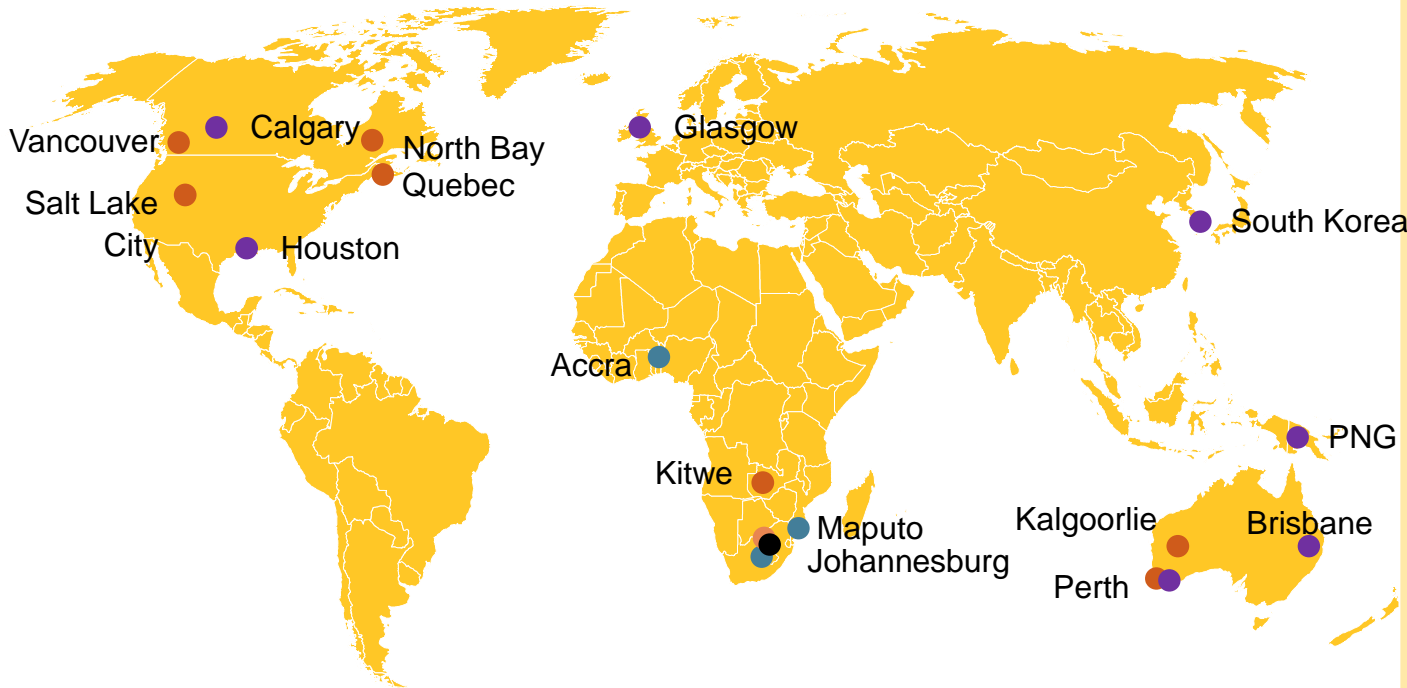 Vancouver
Calgary
North Bay
Quebec
Salt Lake
City
Houston
Glasgow
South Korea
Accra
Kitwe
Maputo
Johannesburg
PNG
Kalgoorlie
Brisbane
Perth